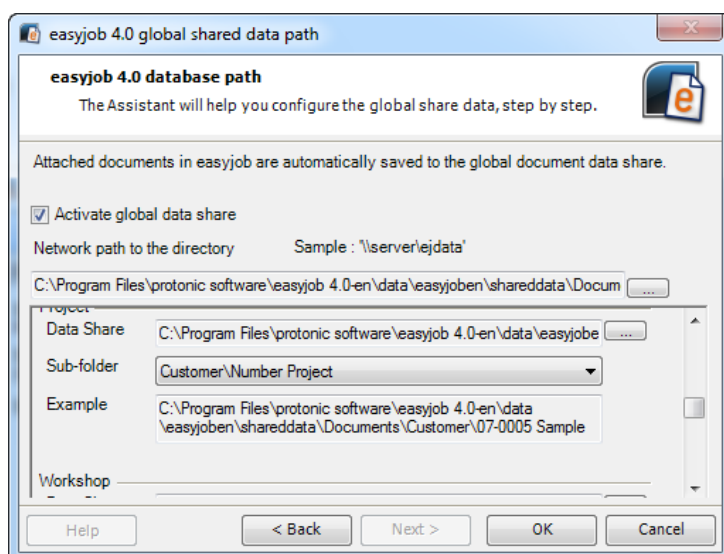 easyjob 4.0 global shared data path
easyjob 4.0 database path
The Assistant will help you configure the global share data, step by step.
Attached documents in easyjob are automatically saved to the global document data share.
Activate global data share
Network path to the directory Sample : '\\server\ejdata'
C:\Program Files\protonic software\easyjob 4.0-en\data\easyjoben\shareddata\Docum ...
Project
Data Share C:\Program Files\protonic software\easyjob 4.0-en\data\easyjobe ...
Sub-folder Customer\Number Project
Example C:\Program Files\protonic software\easyjob 4.0-en\data
\easyjoben\shareddata\Documents\Customer\07-0005 Sample
Workshop
Help < Back Next > OK Cancel